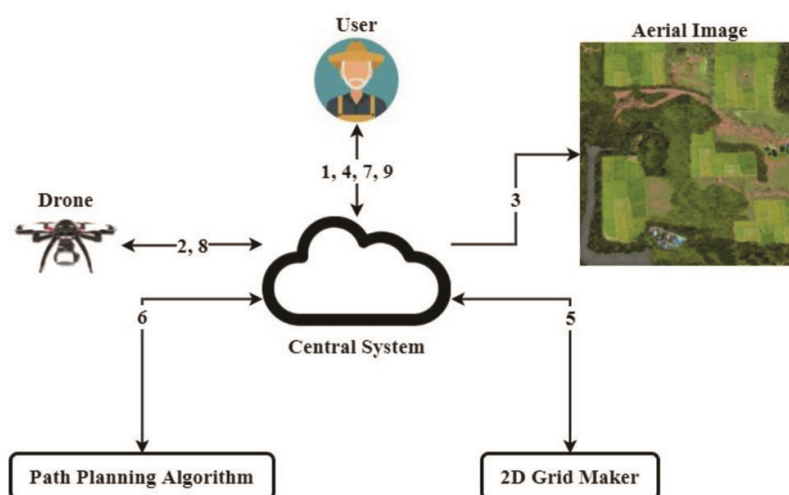 User
Aerial Image
1, 4, 7, 9
Drone
3
2, 8
6
5
Central System
Path Planning Algorithm
2D Grid Maker